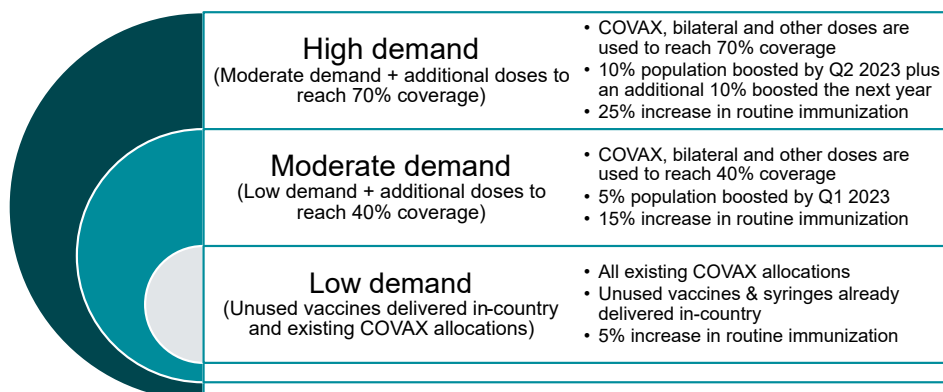 High demand
(Moderate demand + additional doses to
reach 70% coverage)
• COVAX, bilateral and other doses are
used to reach 70% coverage
• 10% population boosted by Q2 2023 plus
an additional 10% boosted the next year
• 25% increase in routine immunization
Moderate demand
(Low demand + additional doses to
reach 40% coverage)
• COVAX, bilateral and other doses are
used to reach 40% coverage
• 5% population boosted by Q1 2023
• 15% increase in routine immunization
Low demand
(Unused vaccines delivered in-country
and existing COVAX allocations)
• All existing COVAX allocations
• Unused vaccines & syringes already
delivered in-country
• 5% increase in routine immunization